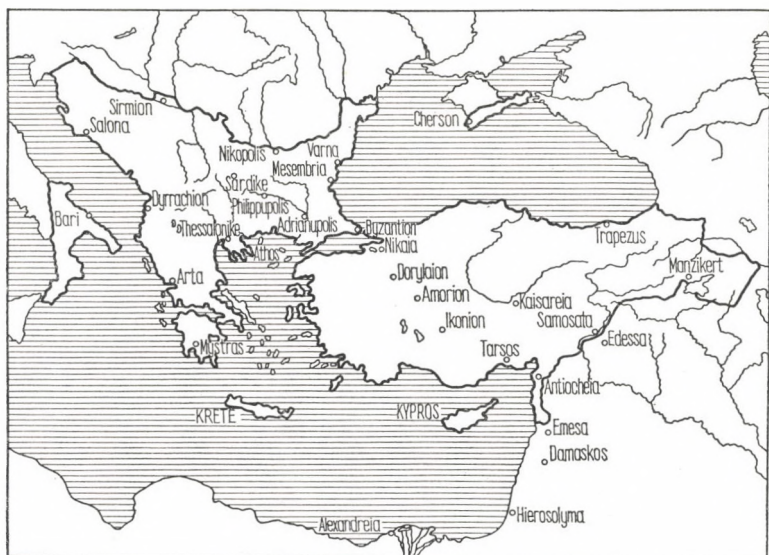 Sirmion
Salona
Cherson
Nikopolis
Varna
Mesembria
Sardike
Philippupolis
Dyrrachion
Bari
Thessalonike
Adrianupolis
Byzantion
Nikaia
Trapezus
Athos
Manzikert
Dorylaion
Arta
Amorion
Kaisareia
Ikonion
Samosata
Edessa
Mistras
Tarsos
Antiocheia
KRETE
KYPROS
Emesa
Damaskos
Hierosolyma
Alexandreia